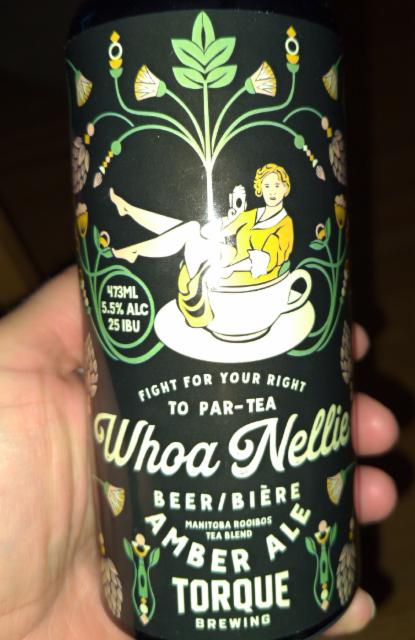 473ML
5.5% ALC
25 IBU
FIGHT FOR YOUR RIGHT
TO PAR-TEA
Whoa Nellie
BEER/BIÈRE
MANITOBA ROOIBOS
TEA BLEND
AMBER ALE
TORQUE
BREWING